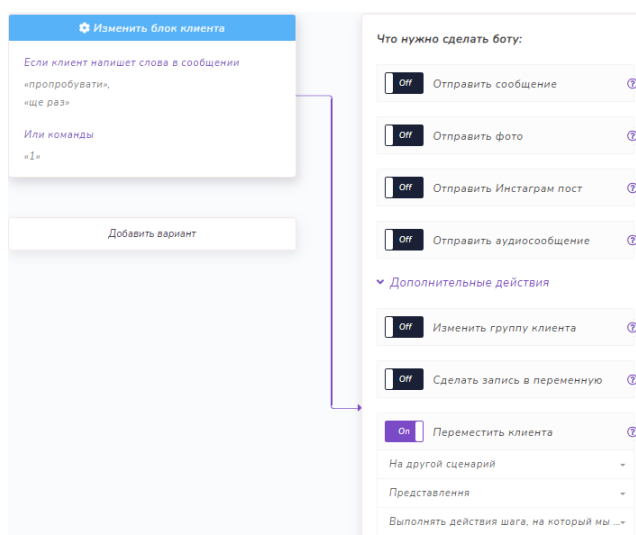 Изменить блок клиента
Если клиент напишет слова в сообщении
«пропробувати»,
«ще раз»
Или команды
«1»
Добавить вариант
Что нужно сделать боту:
Off Отправить сообщение
Off Отправить фото
Off Отправить Инстаграм пост
Off Отправить аудиосообщение
Дополнительные действия
Off Изменить группу клиента
Off Сделать запись в переменную
On Переместить клиента
На другой сценарий
Представлення
Выполнять действия шага, на который мы ...